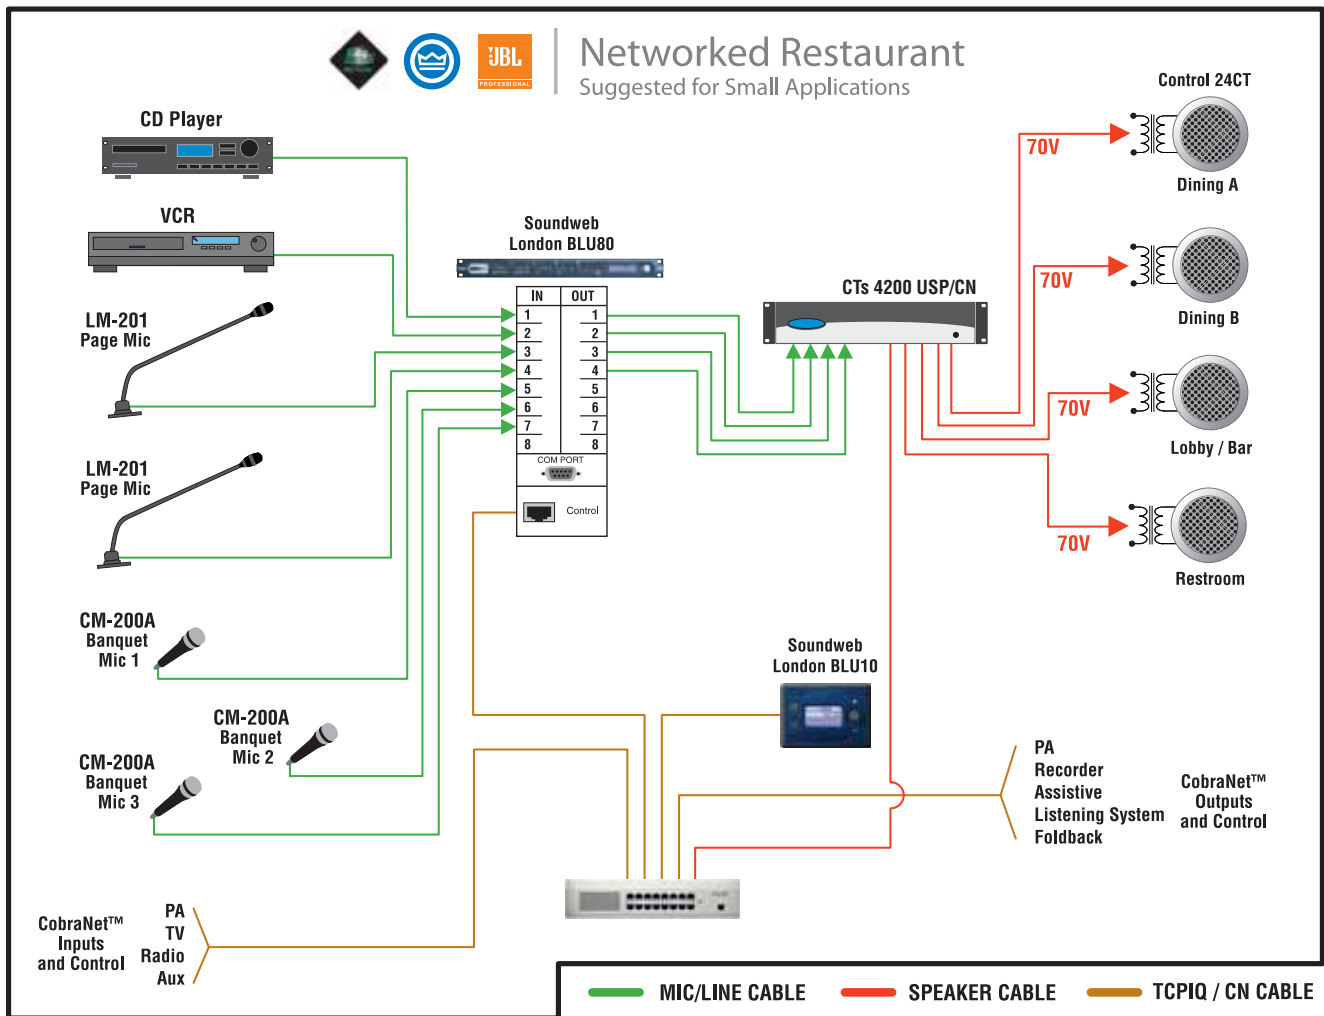 JBL
PROFESSIONAL
Networked Restaurant
Suggested for Small Applications
CD Player
VCR
LM-201
Page Mic
LM-201
Page Mic
CM-200A
Banquet
Mic 1
CM-200A
Banquet
Mic 2
CM-200A
Banquet
Mic 3
Soundweb
London BLU80
IN OUT
1 1
2 2
3 3
4 4
5 5
6 6
7 7
8 8
COM PORT
Control
CTs 4200 USP/CN
Control 24CT
70V
Dining A
70V
Dining B
70V
Lobby / Bar
70V
Restroom
Soundweb
London BLU10
PA
Recorder
Assistive
Listening System
Foldback
CobraNet™
Outputs
and Control
CobraNet™
Inputs
and Control
PA
TV
Radio
Aux
MIC/LINE CABLE
SPEAKER CABLE
TCPIQ / CN CABLE